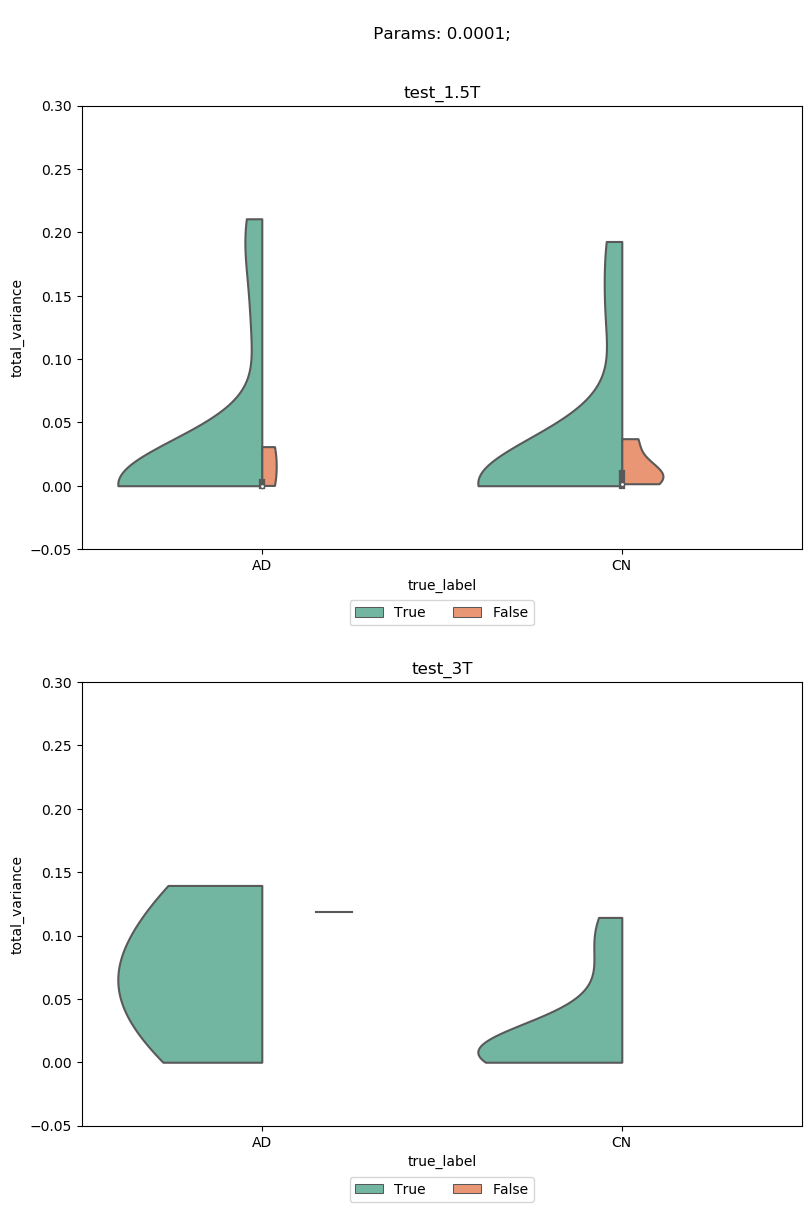 Params: 0.0001;
test_1.5T
0.30
0.25
0.20
0.15
0.10
0.05
0.00
−0.05
total_variance
AD CN
true_label
True False
test_3T
0.30
0.25
0.20
0.15
0.10
0.05
0.00
−0.05
total_variance
AD CN
true_label
True False